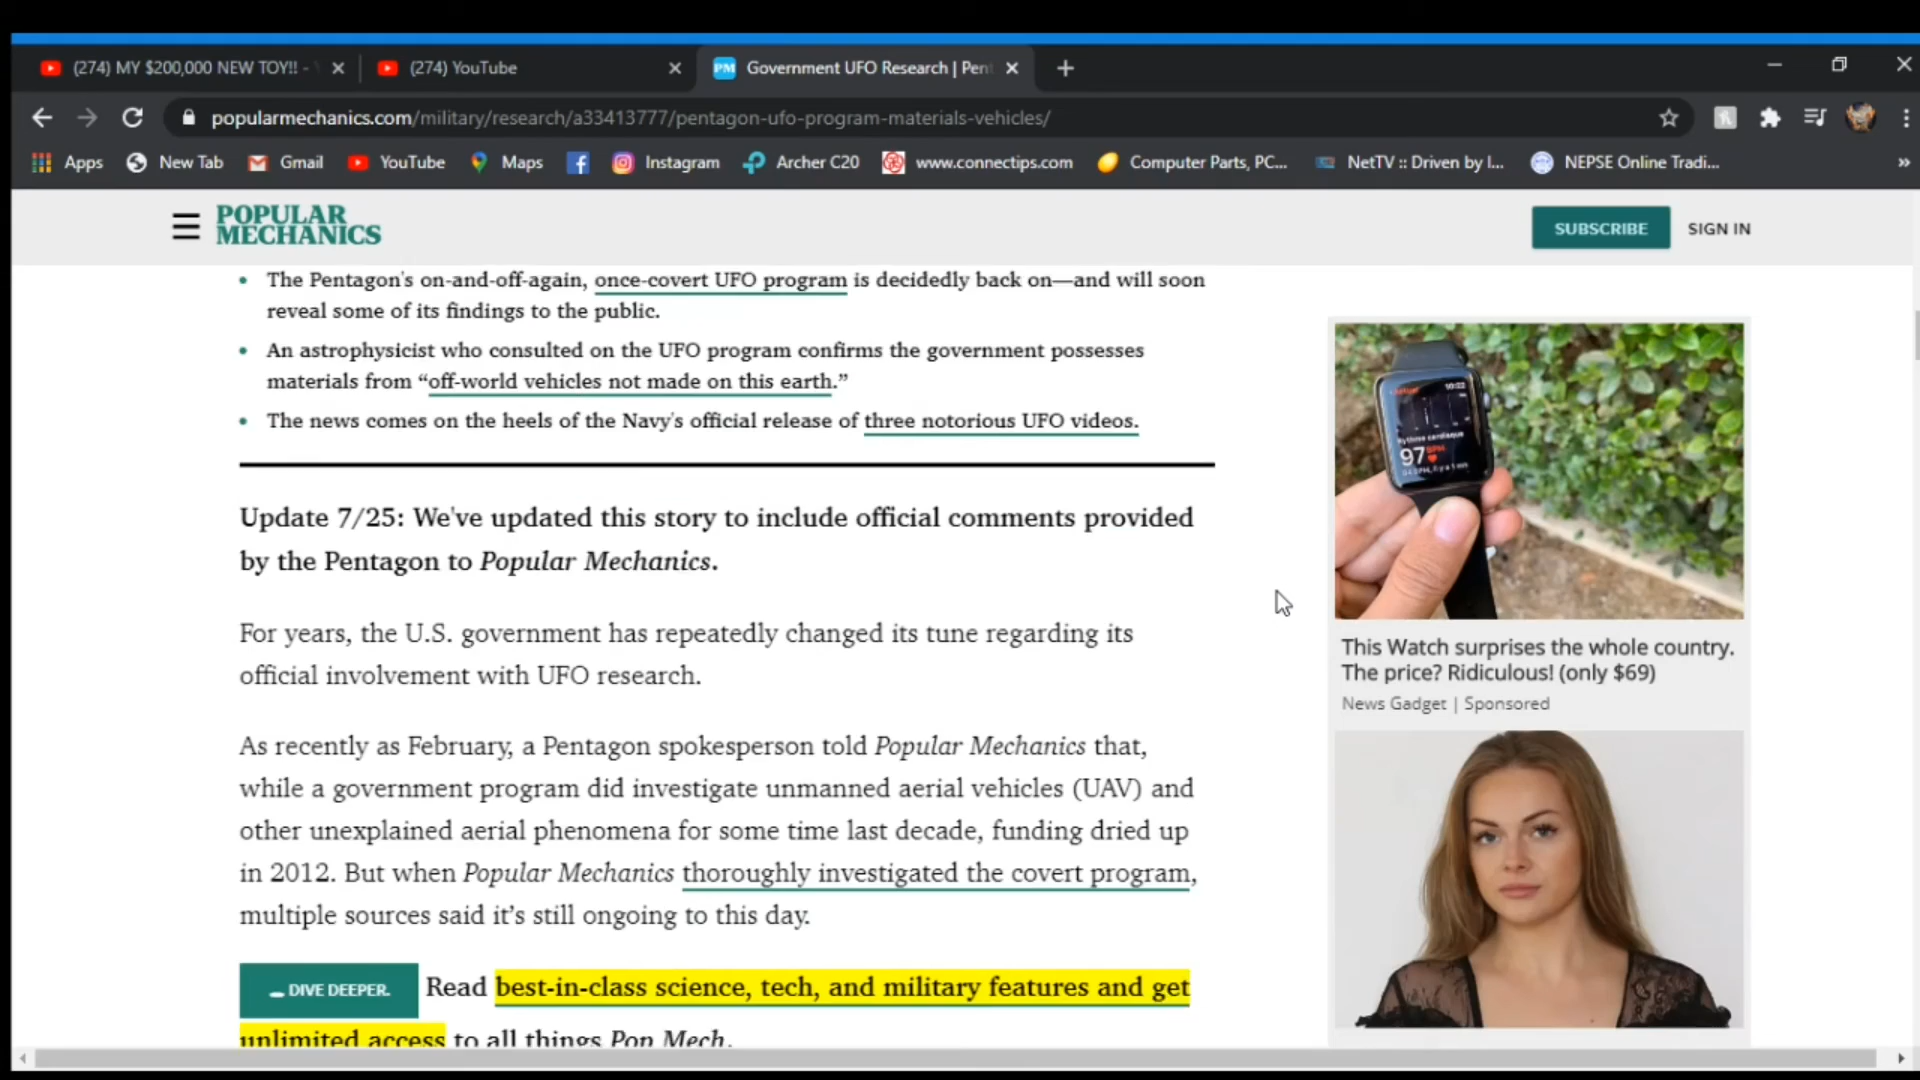 (274) MY $200,000 NEW TOY!! -
(274) YouTube
PM Government UFO Research | Pen
popularmechanics.com/military/research/a33413777/pentagon-ufo-program-materials-vehicles/
Apps New Tab Gmail YouTube Maps Instagram Archer C20 www.connectips.com Computer Parts, PC... NetTV :: Driven by I... NEPSE Online Tradi... »
POPULAR
MECHANICS
SUBSCRIBE SIGN IN
• The Pentagon's on-and-off-again, once-covert UFO program is decidedly back on—and will soon
reveal some of its findings to the public.
• An astrophysicist who consulted on the UFO program confirms the government possesses
materials from “off-world vehicles not made on this earth.”
• The news comes on the heels of the Navy's official release of three notorious UFO videos.
Update 7/25: We've updated this story to include official comments provided
by the Pentagon to Popular Mechanics.
For years, the U.S. government has repeatedly changed its tune regarding its
official involvement with UFO research.
As recently as February, a Pentagon spokesperson told Popular Mechanics that,
while a government program did investigate unmanned aerial vehicles (UAV) and
other unexplained aerial phenomena for some time last decade, funding dried up
in 2012. But when Popular Mechanics thoroughly investigated the covert program,
multiple sources said it’s still ongoing to this day.
DIVE DEEPER. Read best-in-class science, tech, and military features and get
unlimited access to all things Pop Mech.
10:02
97 BPM
This Watch surprises the whole country.
The price? Ridiculous! (only $69)
News Gadget | Sponsored